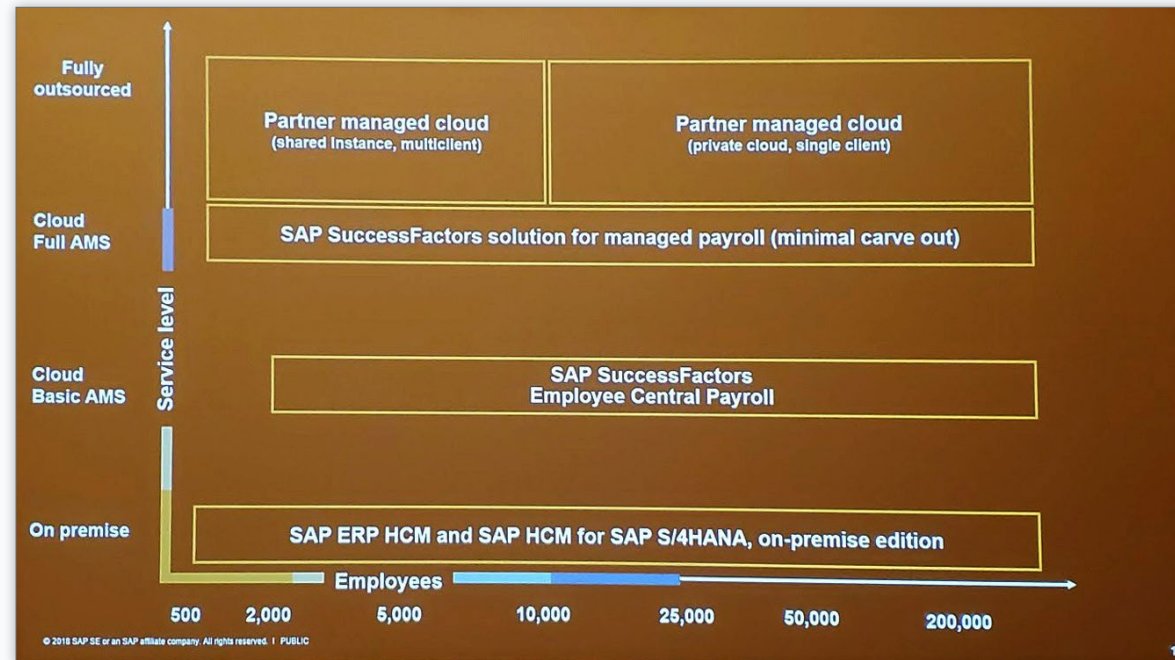 Fully
outsourced
Partner managed cloud
(shared instance, multiclient)
Partner managed cloud
(private cloud, single client)
Cloud
Full AMS
SAP SuccessFactors solution for managed payroll (minimal carve out)
Service level
Cloud
Basic AMS
SAP SuccessFactors
Employee Central Payroll
On premise
SAP ERP HCM and SAP HCM for SAP S/4HANA, on-premise edition
Employees
500 2,000 5,000 10,000 25,000 50,000 200,000
© 2018 SAP SE or an SAP affiliate company. All rights reserved. I PUBLIC